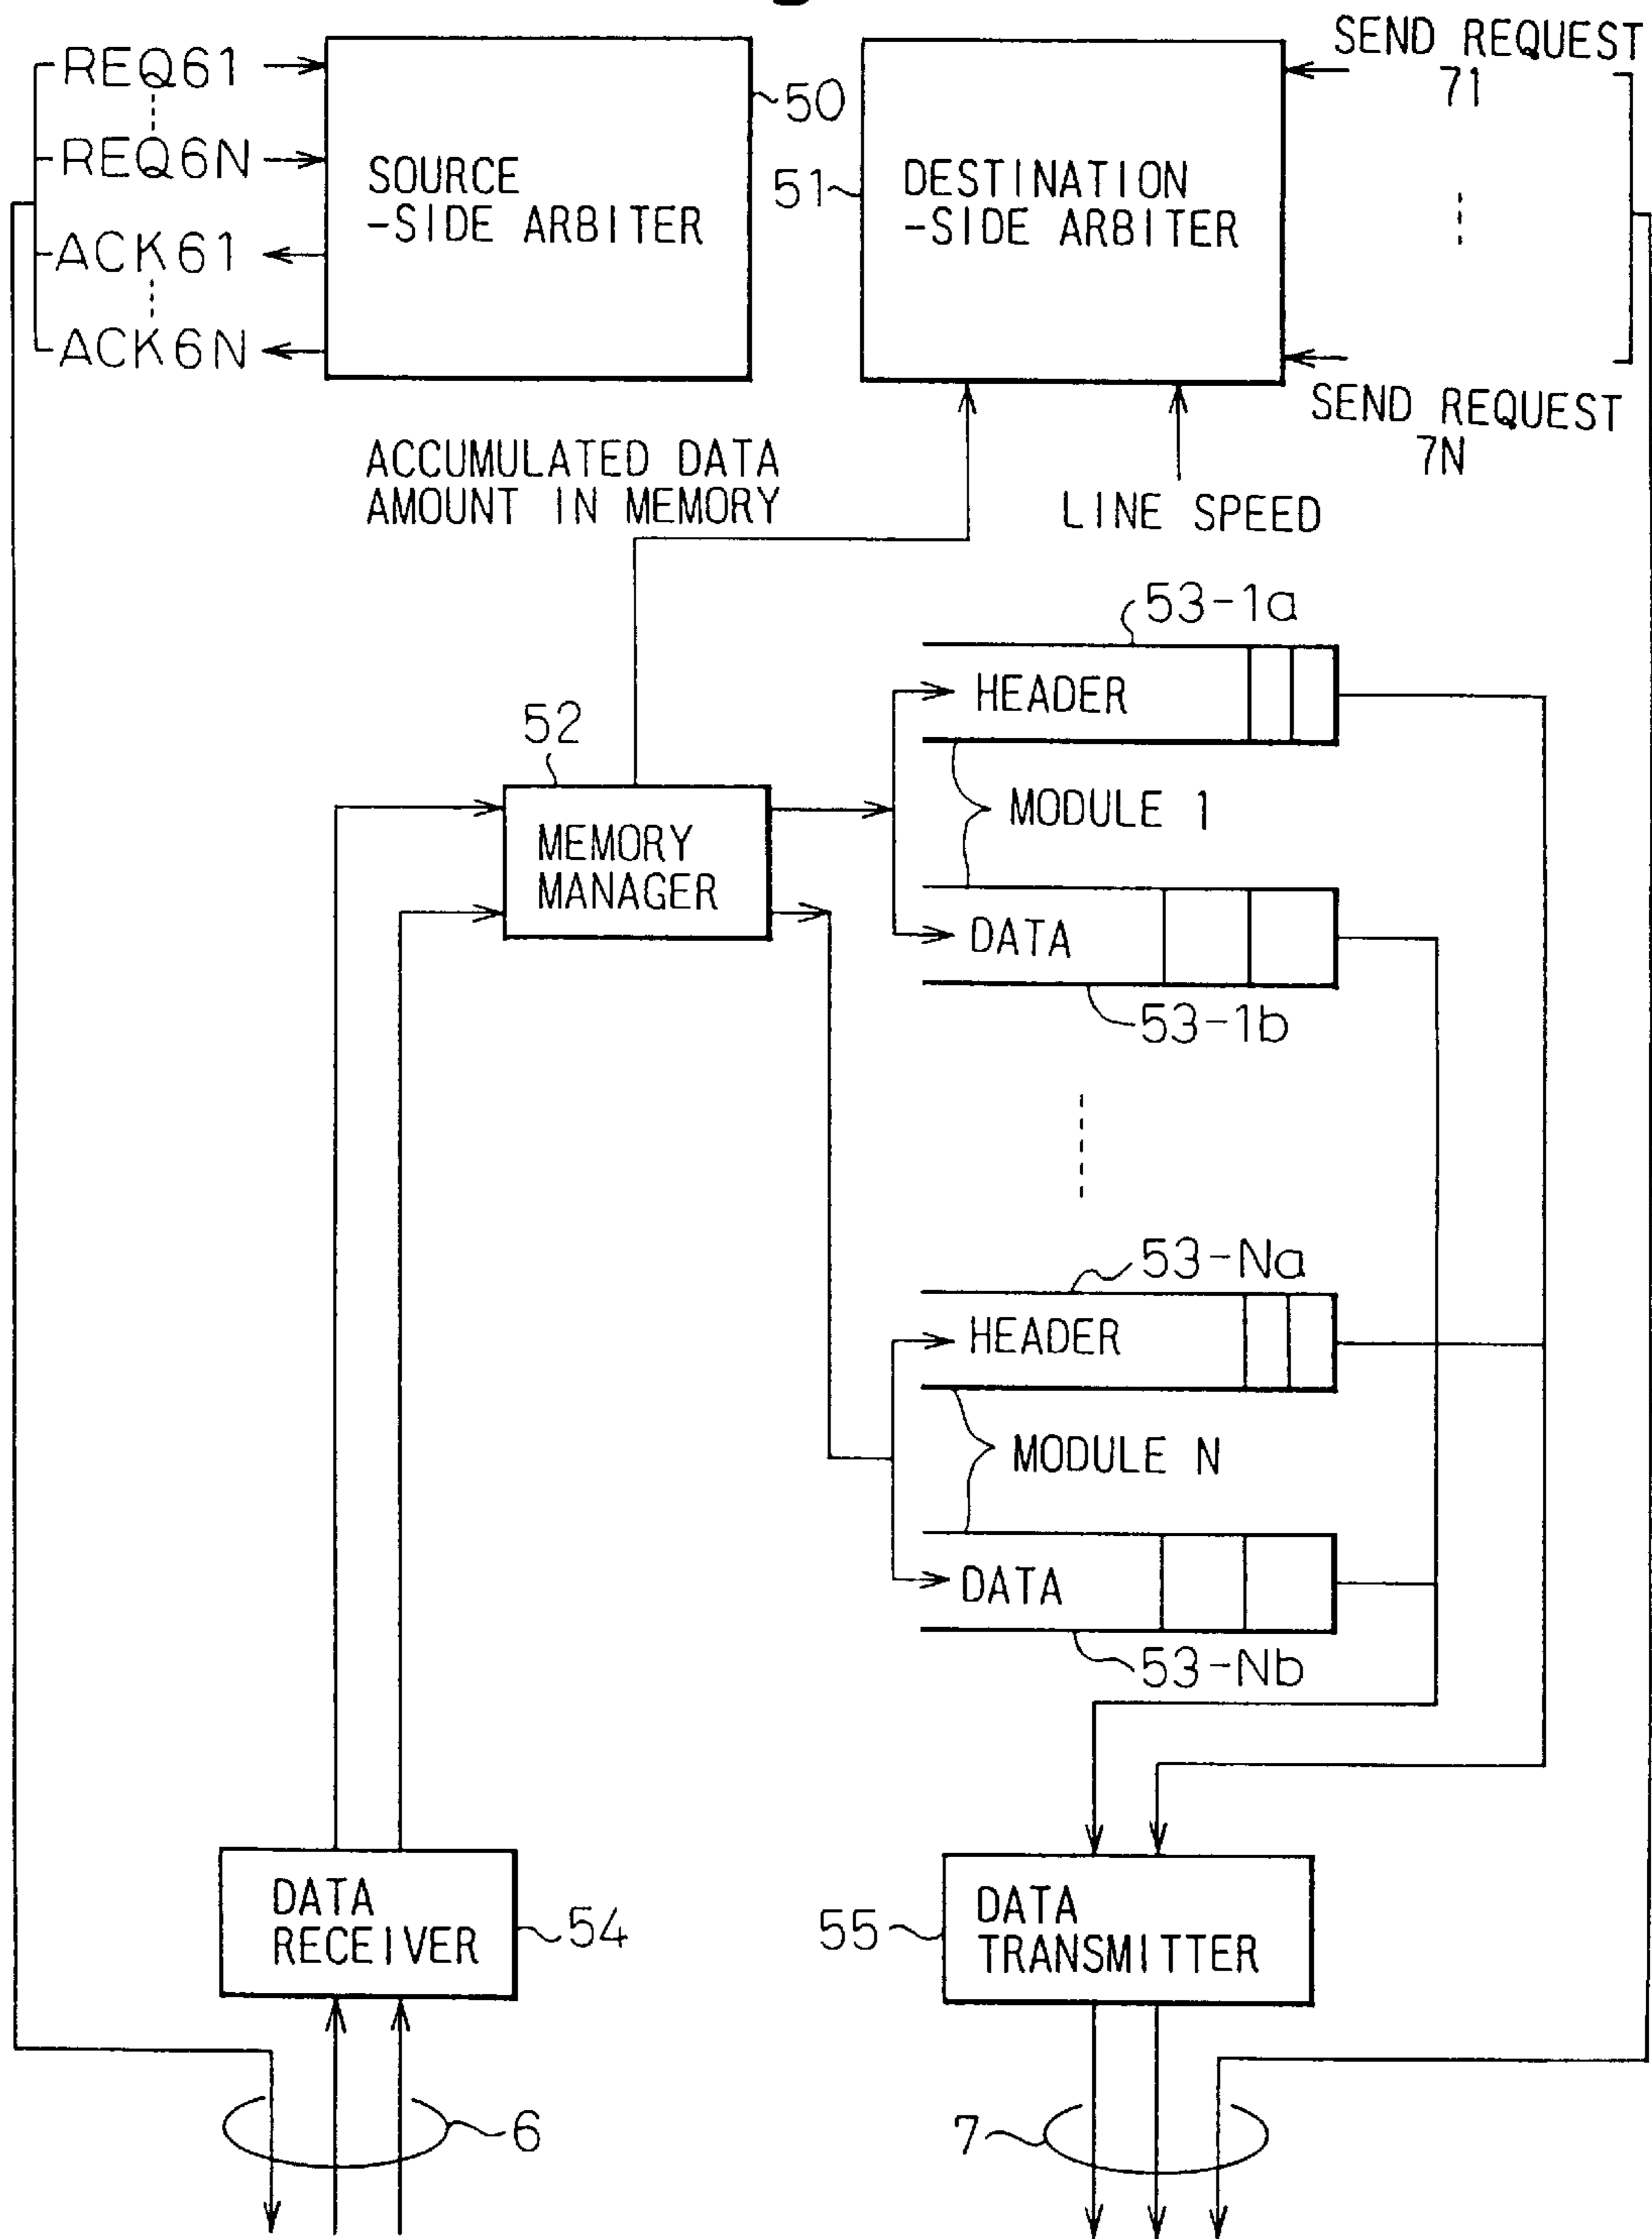 REQ61
REQ6N
ACK61
ACK6N
SOURCE
-SIDE ARBITER
50
51
DESTINATION
-SIDE ARBITER
SEND REQUEST
71
SEND REQUEST
7N
ACCUMULATED DATA
AMOUNT IN MEMORY
LINE SPEED
53-1a
HEADER
52
MEMORY
MANAGER
MODULE 1
DATA
53-1b
53-Na
HEADER
MODULE N
DATA
53-Nb
DATA
RECEIVER
54
55
DATA
TRANSMITTER
6
7